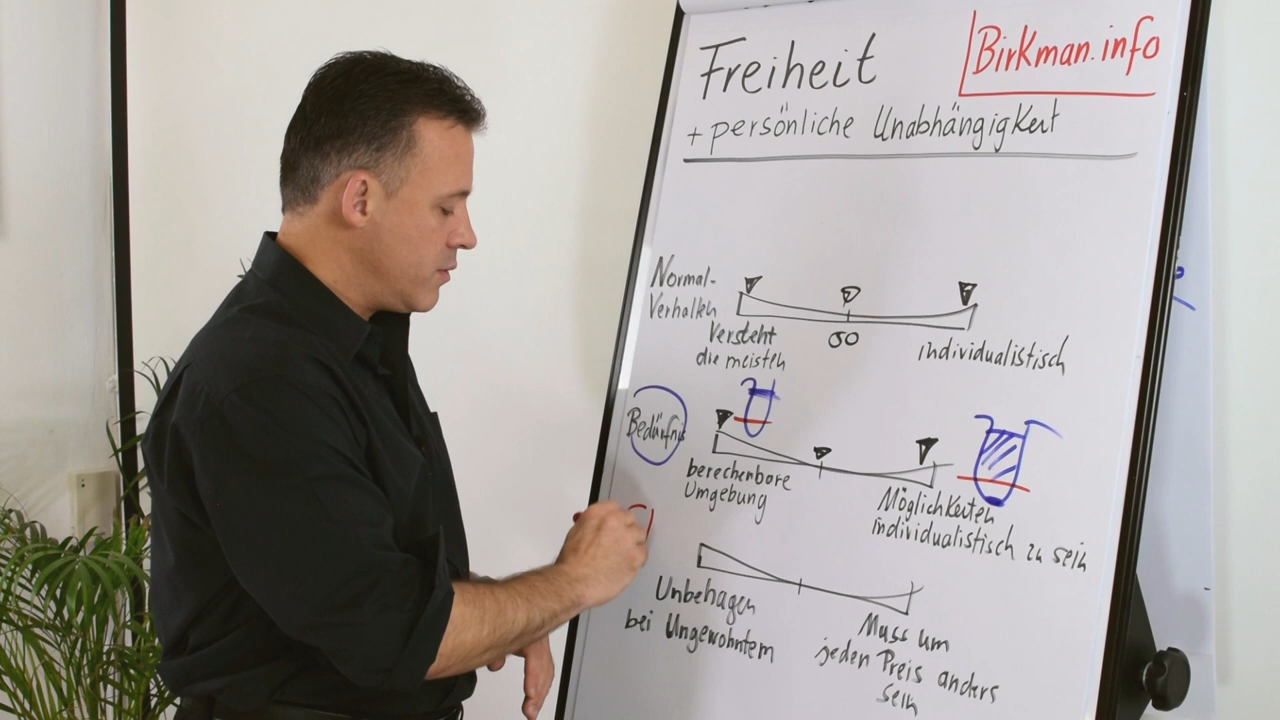 Freiheit
Birkman.info
+ persönliche Unabhängigkeit
Normal-
Verhalten
50
Versteht
die meisten
individualistisch
Bedürfnis
berechenbare
Umgebung
Möglichkeiten
individualistisch zu sein
Unbehagen
bei Ungewohntem
Muss um
jeden Preis anders
sein